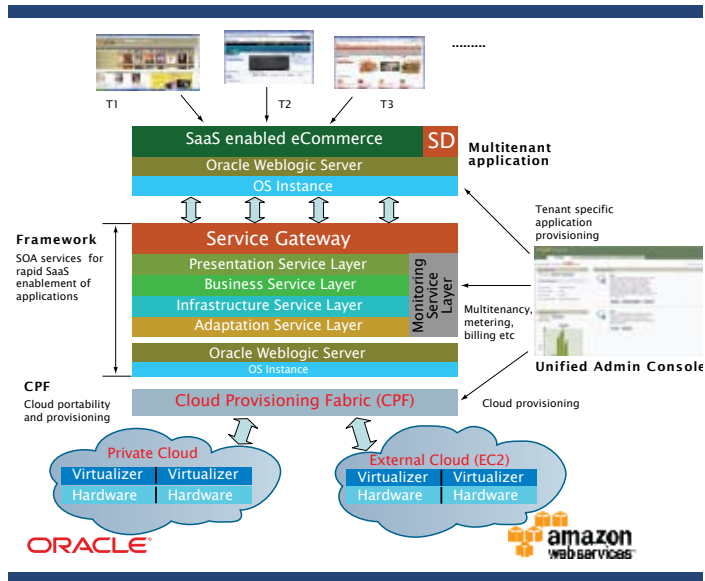 .........
T1
T2
T3
SaaS enabled eCommerce
SD
Oracle Weblogic Server
OS Instance
Multitenant
application
Tenant specific
application
provisioning
Framework
SOA services for
rapid SaaS
enablement of
applications
Service Gateway
Presentation Service Layer
Business Service Layer
Infrastructure Service Layer
Adaptation Service Layer
Monitoring
Service
Layer
Multitenancy,
metering,
billing etc
Unified Admin Console
Oracle Weblogic Server
OS Instance
CPF
Cloud portability
and provisioning
Cloud Provisioning Fabric (CPF)
Cloud provisioning
Private Cloud
Virtualizer
Virtualizer
Hardware
Hardware
External Cloud (EC2)
Virtualizer
Virtualizer
Hardware
Hardware
ORACLE®
amazon
webservices™